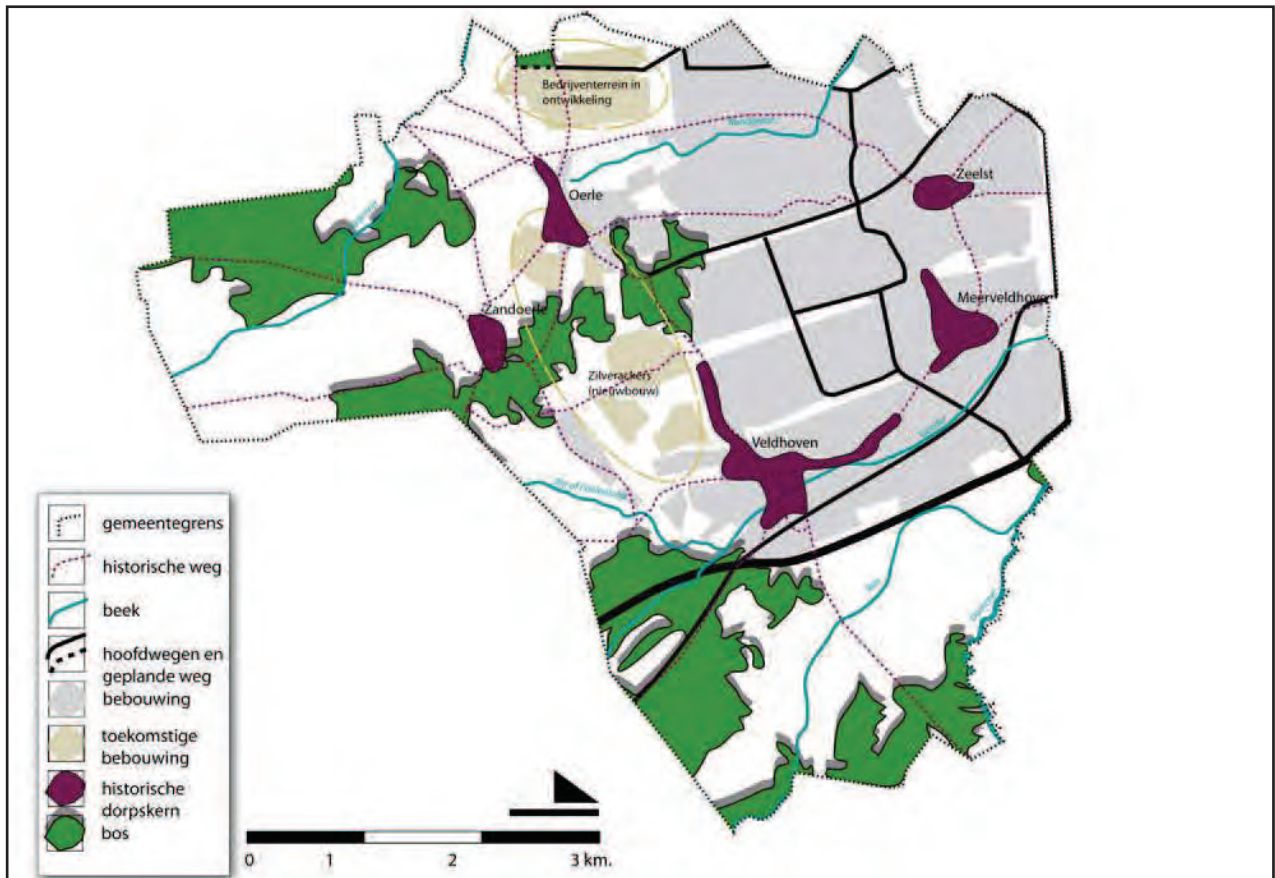 Bedrijventerrein in
ontwikkeling
Zeelst
Oerle
Meerveldhove
Zandoerle
Zilverackers
(nieuwbouw)
Veldhoven
gemeentegrens
historische weg
beek
hoofdwegen en
geplande weg
bebouwing
toekomstige
bebouwing
historische
dorpskern
bos
0 1 2 3 km.